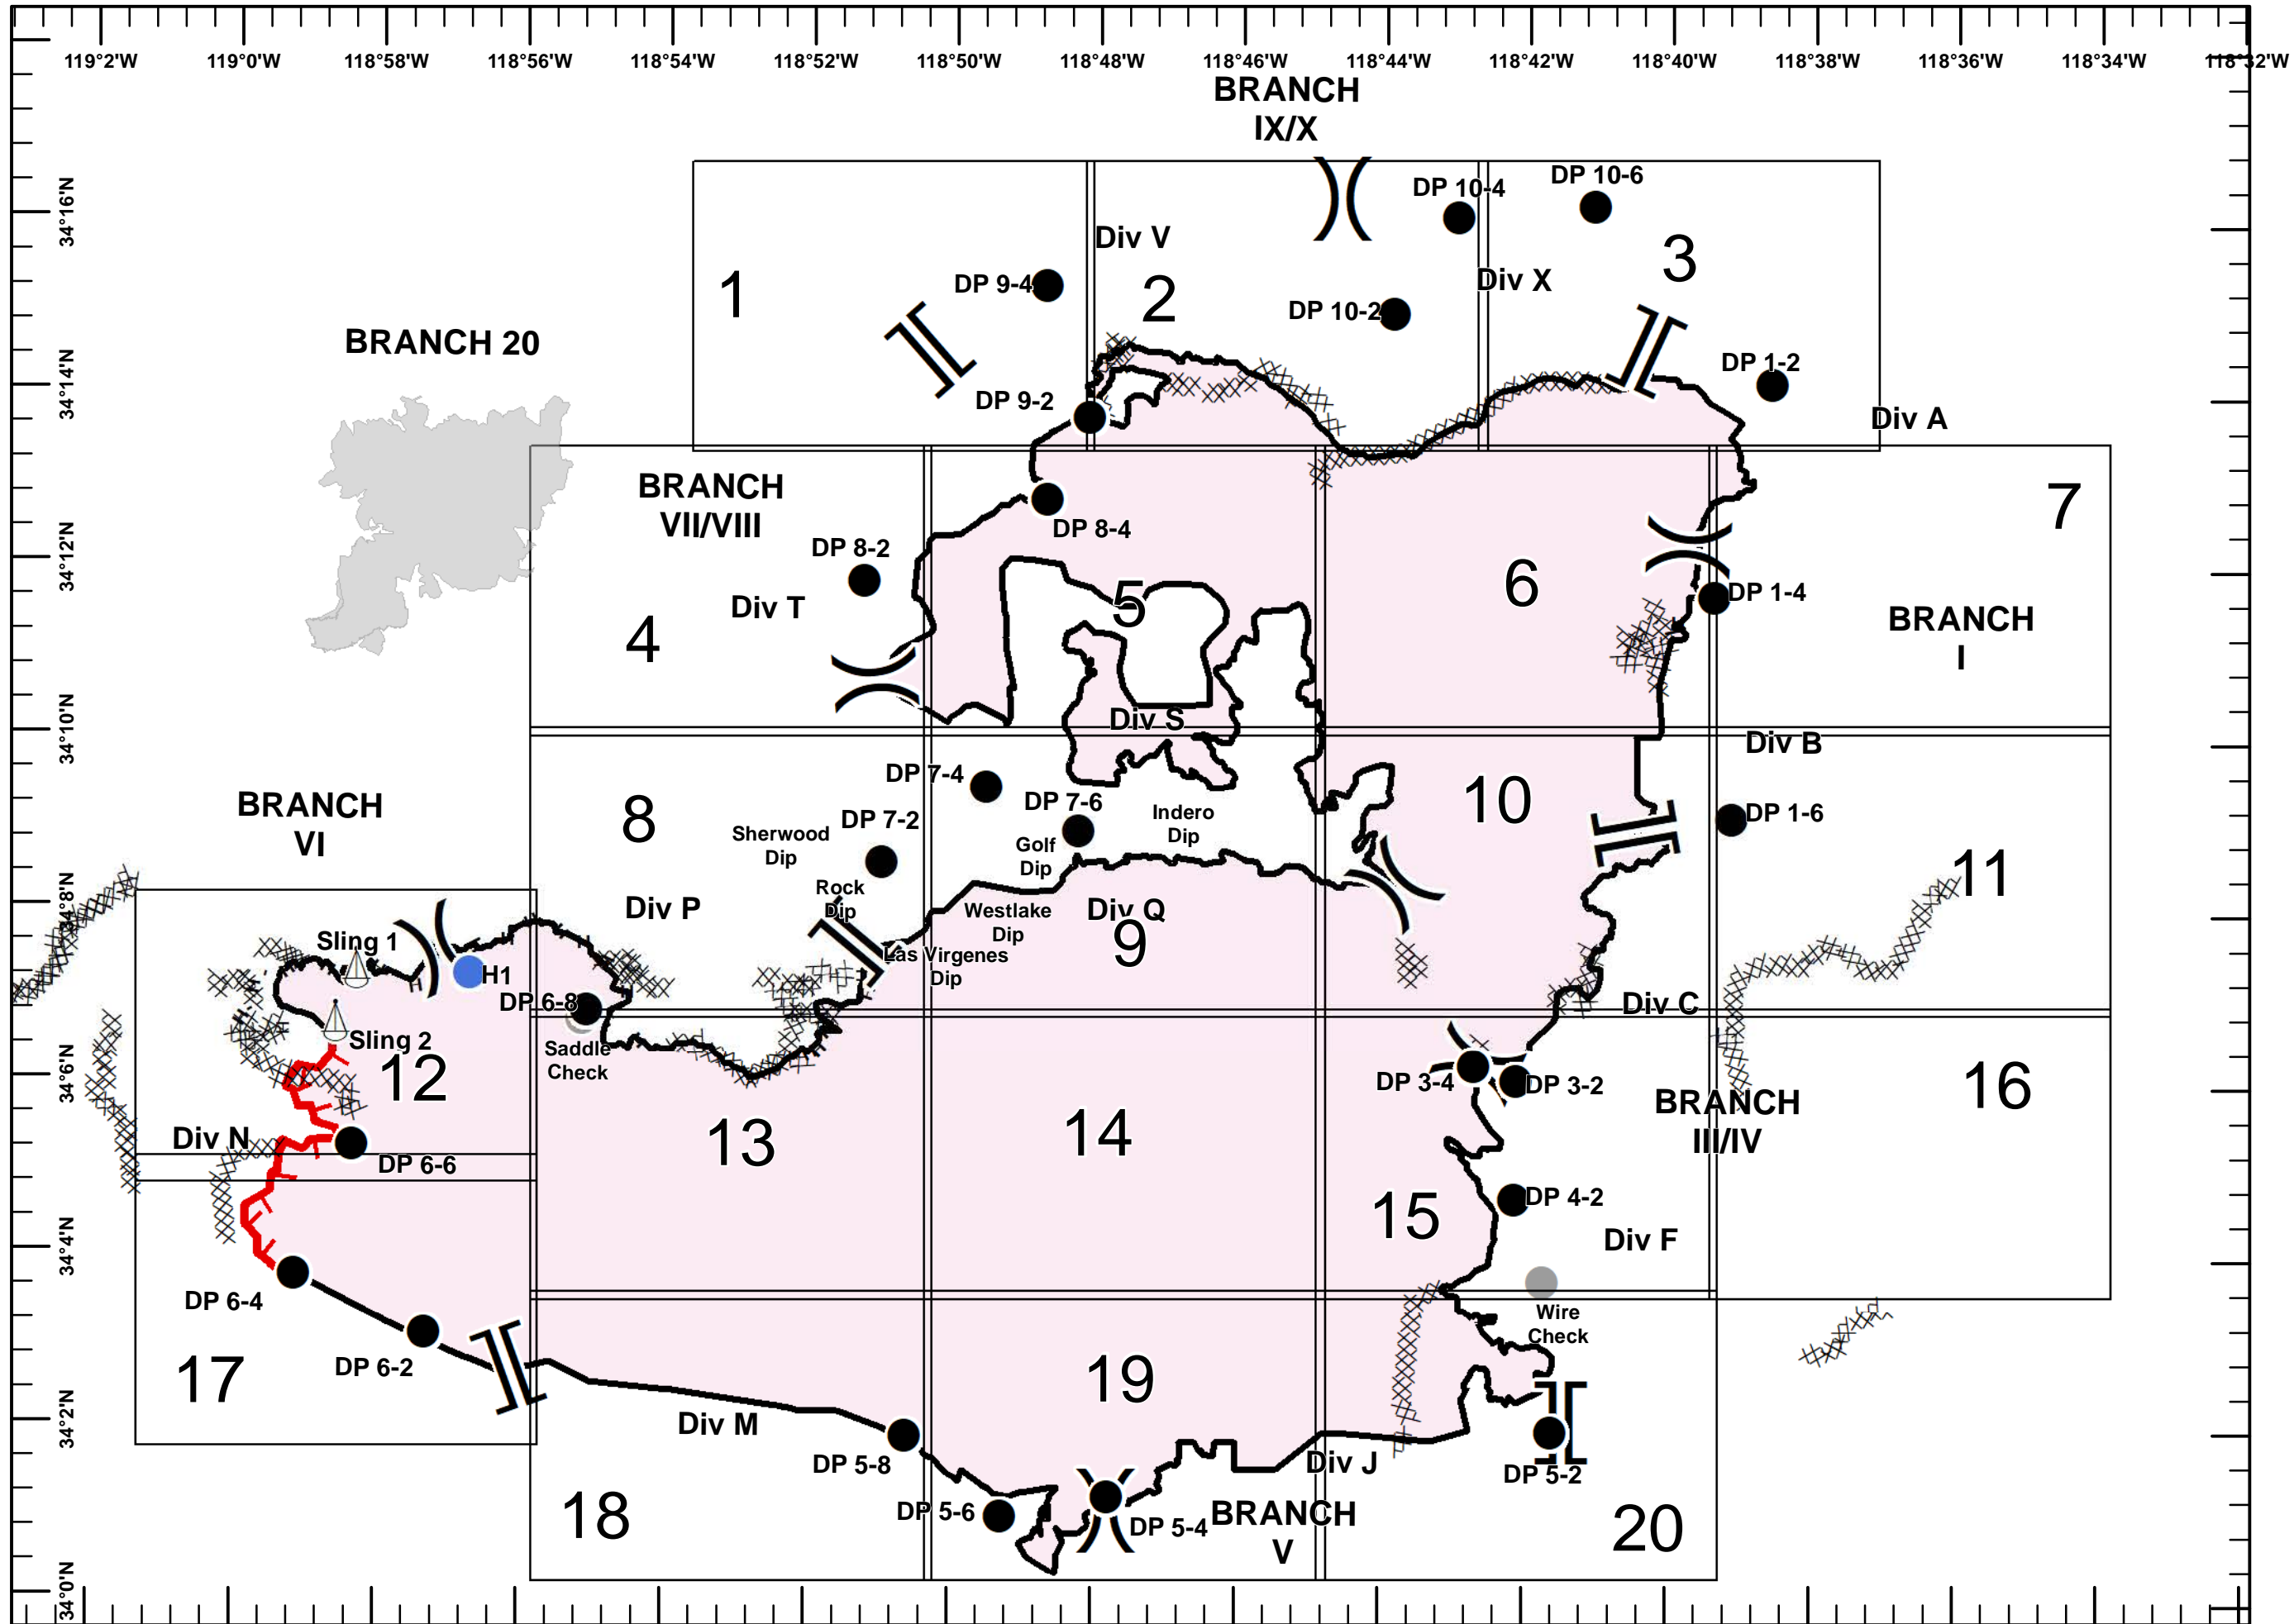 119°2'W 119°0'W 118°58'W 118°56'W 118°54'W 118°52'W 118°50'W 118°48'W 118°46'W 118°44'W 118°42'W 118°40'W 118°38'W 118°36'W 118°34'W 118°32'W
BRANCH
IX/X
34°16'N
34°14'N
34°12'N
34°10'N
34°8'N
34°6'N
34°4'N
34°2'N
34°0'N
DP 10-4
DP 10-6
Div V
3
Div X
1
DP 9-4
2
DP 10-2
BRANCH 20
DP 1-2
DP 9-2
Div A
BRANCH
VII/VIII
7
DP 8-4
DP 8-2
6
DP 1-4
5
Div T
BRANCH
I
4
Div S
Div B
DP 7-4
10
BRANCH
VI
DP 7-6
DP 7-2
8
Indero
Dip
DP 1-6
Sherwood
Dip
Golf
Dip
11
Rock
Dip
Div P
Westlake
Dip
Div Q
9
Sling 1
Las Virgenes
Dip
H1
DP 6-8
Div C
Sling 2
Saddle
Check
12
DP 3-4
DP 3-2
16
BRANCH
III/IV
Div N
13
14
DP 6-6
DP 4-2
15
Div F
DP 6-4
Wire
Check
DP 6-2
17
19
Div M
DP 5-8
Div J
DP 5-2
DP 5-6
DP 5-4
BRANCH
V
18
20